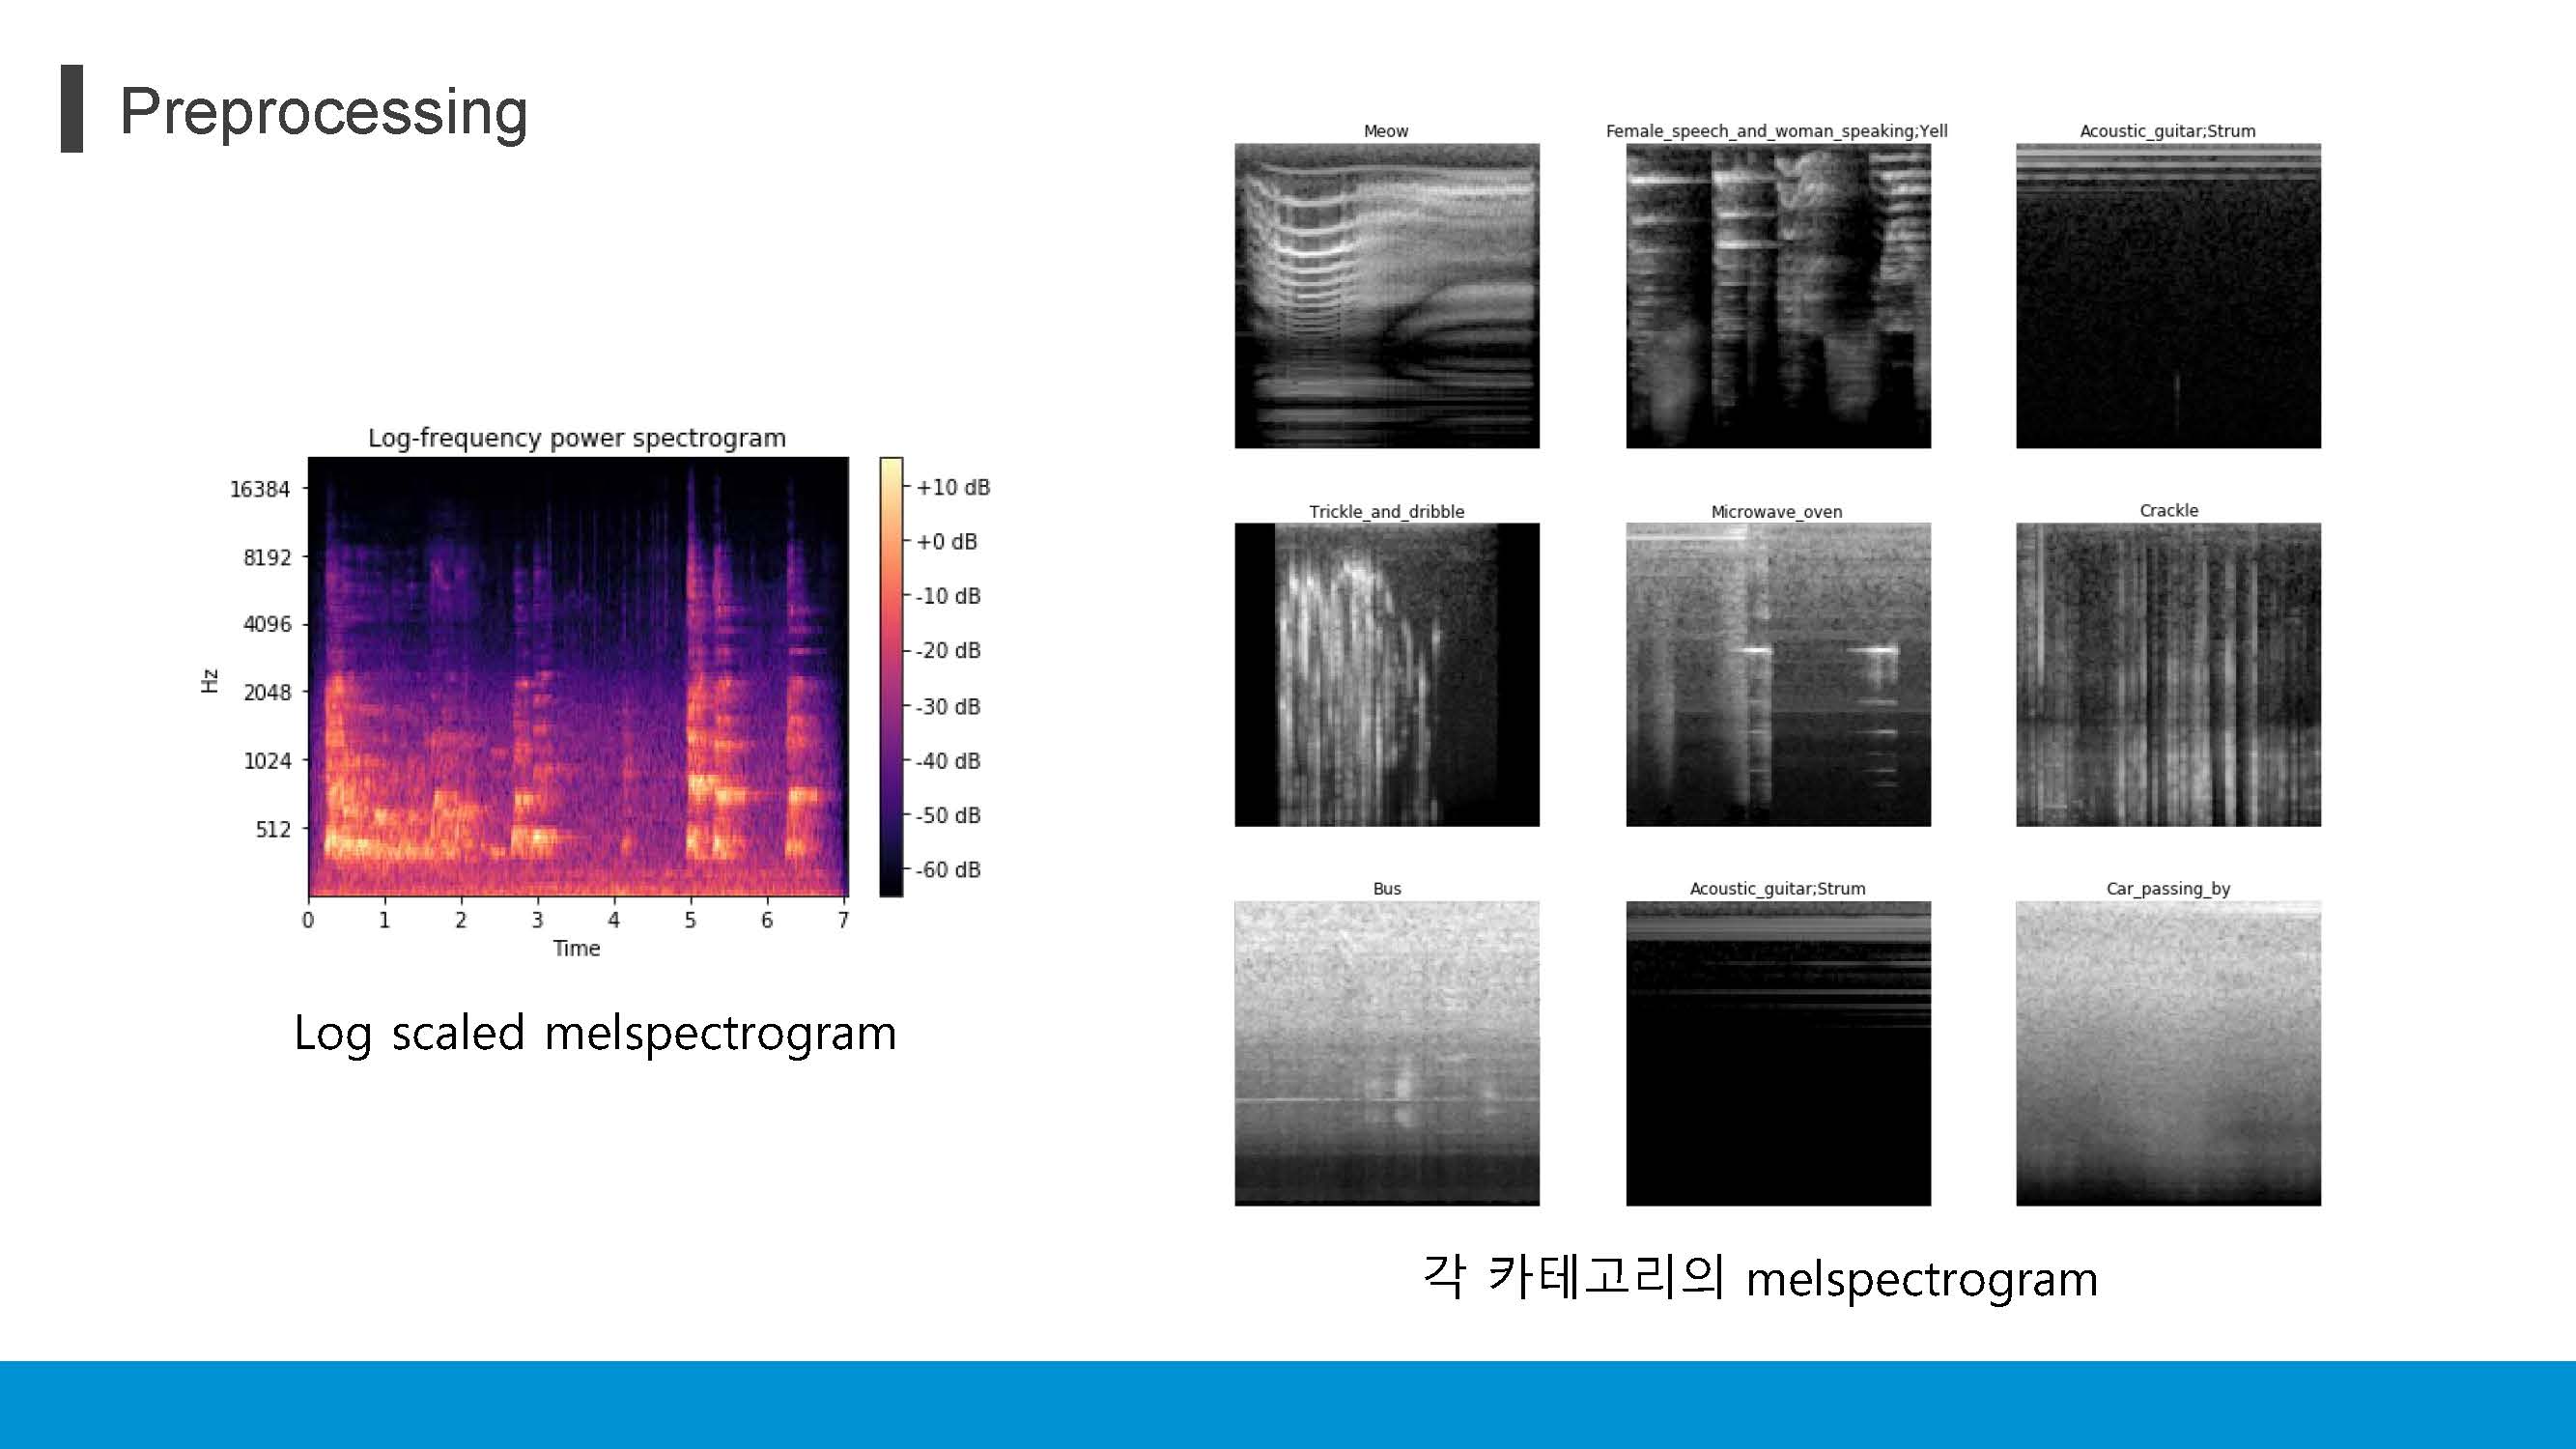 Preprocessing
Log-frequency power spectrogram
16384
8192
4096
2048
1024
512
Hz
0 1 2 3 4 5 6 7
Time
+10 dB
+0 dB
-10 dB
-20 dB
-30 dB
-40 dB
-50 dB
-60 dB
Log scaled melspectrogram
Meow
Female_speech_and_woman_speaking;Yell
Acoustic_guitar;Strum
Trickle_and_dribble
Microwave_oven
Crackle
Bus
Acoustic_guitar;Strum
Car_passing_by
각 카테고리의 melspectrogram